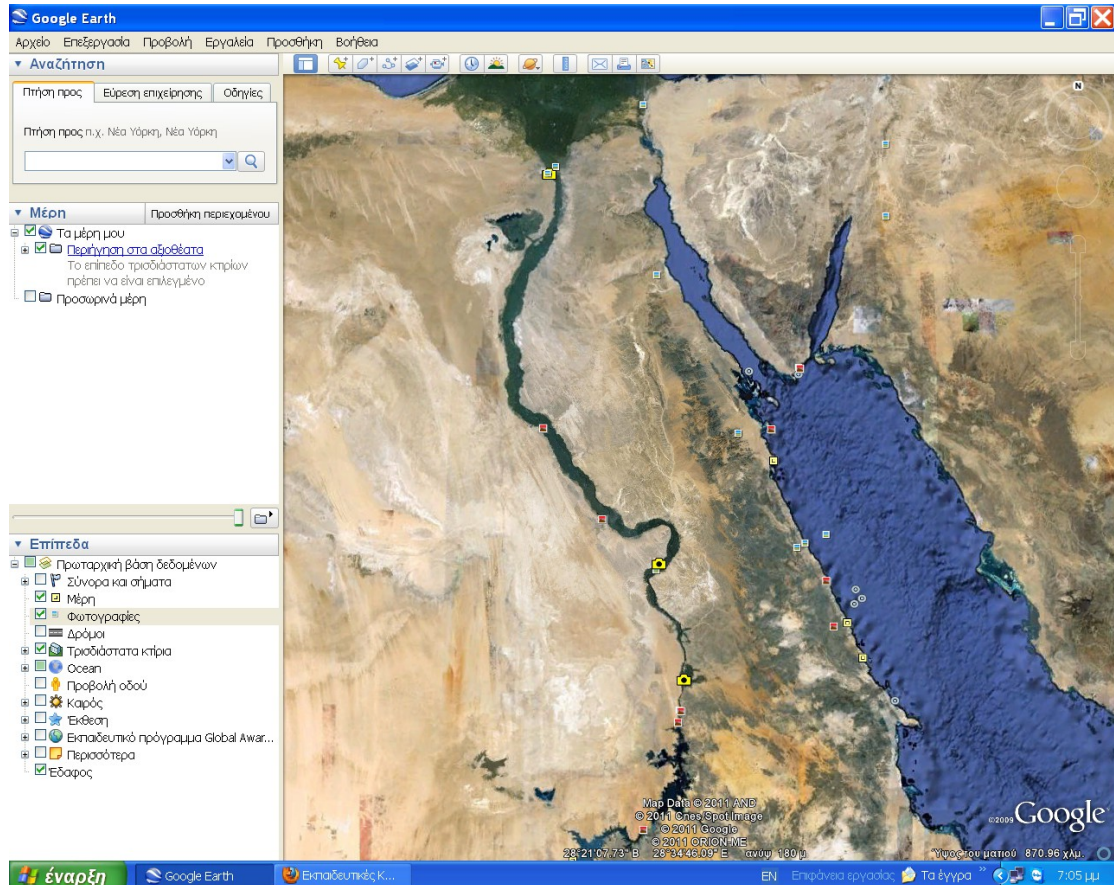 Google Earth
Αρχείο Επεξεργασία Προβολή Εργαλεία Προσθήκη Βοήθεια
Αναζήτηση
Πτήση προς Εύρεση επιχείρησης Οδηγίες
Πτήση προς π.χ. Νέα Υόρκη, Νέα Υόρκη
Μέρη Προσθήκη περιεχομένου
Τα μέρη μου
Περιήγηση στα αξιοθέατα
Το επίπεδο τρισδιάστατων κτιρίων
πρέπει να είναι επιλεγμένο
Προσωρινά μέρη
Επίπεδα
Πρωταρχική βάση δεδομένων
Σύνορα και σήματα
Μέρη
Φωτογραφίες
Δρόμοι
Τρισδιάστατα κτίρια
Ocean
Προβολή οδού
Καιρός
Έκθεση
Εκπαιδευτικό πρόγραμμα Global Awar...
Περισσότερα
Έδαφος
N
Map Data © 2011 AND
© 2011 Cnes/Spot Image
© 2011 Google
© 2011 ORION-ME
©2009 Google
28°21'07.73" Β 28°34'46.09" Ε ανύψ 180 μ Ύψος του ματιού 870.96 χλμ.
έναρξη Google Earth Εκπαιδευτικές Κ... EN Επιφάνεια εργασίας Τα έγγρα » 7:05 μμ